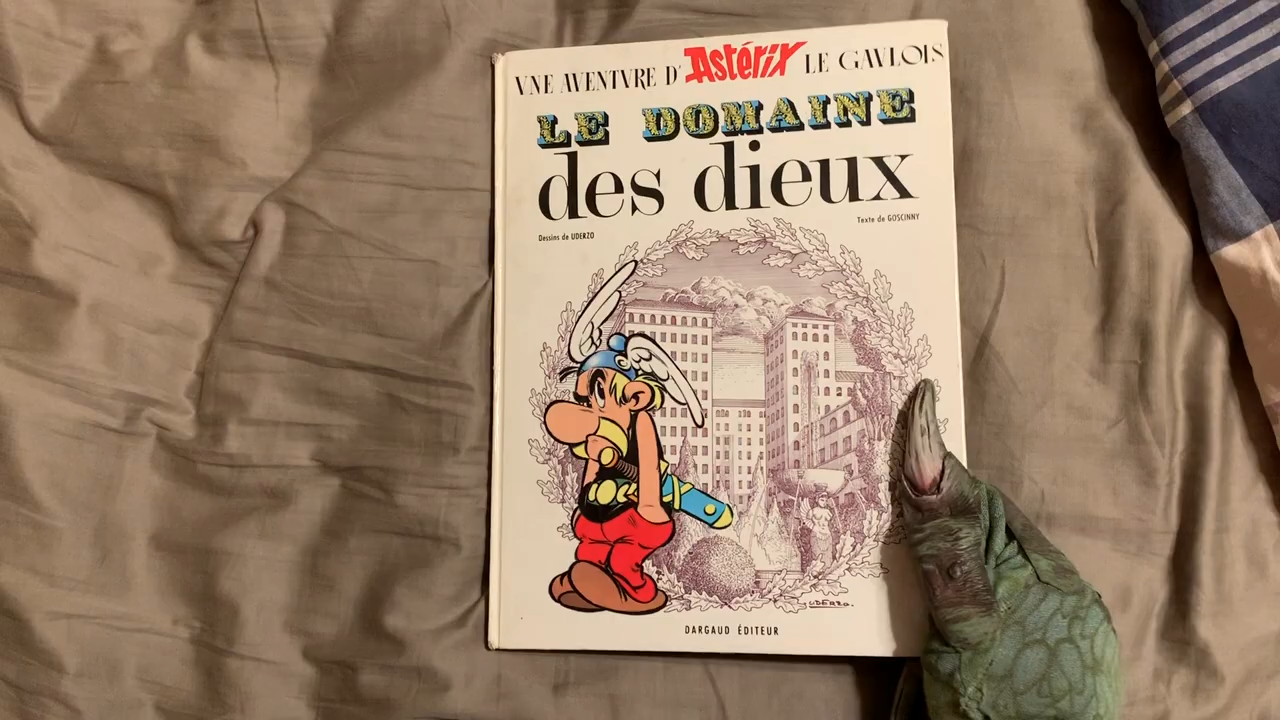 VNE AVENTVRE D' Astérix LE GAVLOIS
LE DOMAINE
des dieux
Dessins de UDERZO
Texte de GOSCINNY
UDERZO.
DARGAUD ÉDITEUR